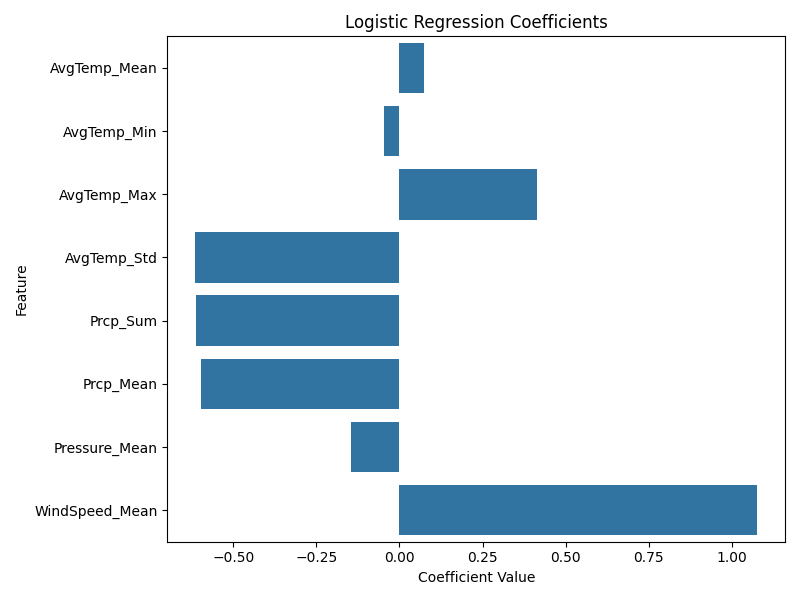 Logistic Regression Coefficients
AvgTemp_Mean
AvgTemp_Min
AvgTemp_Max
AvgTemp_Std
Prcp_Sum
Prcp_Mean
Pressure_Mean
WindSpeed_Mean
Feature
−0.50 −0.25 0.00 0.25 0.50 0.75 1.00
Coefficient Value